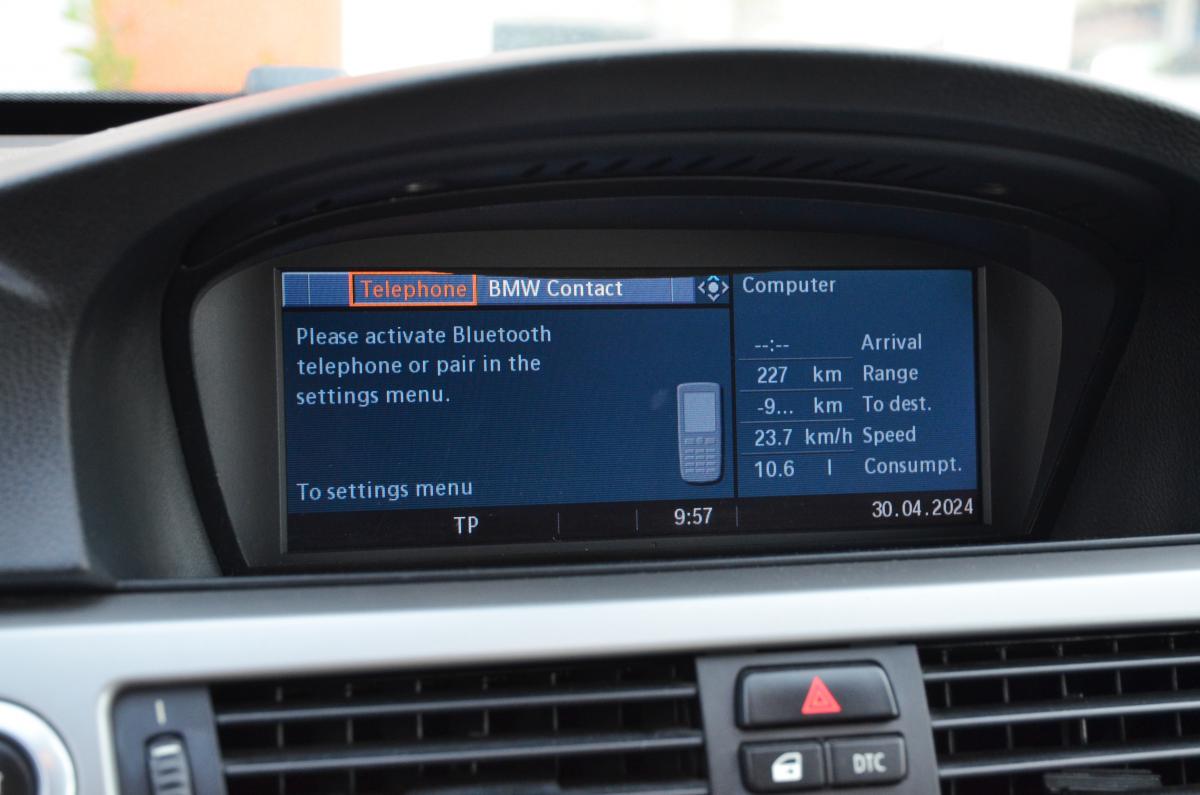 Telephone BMW Contact
Please activate Bluetooth
telephone or pair in the
settings menu.
To settings menu
Computer
--:-- Arrival
227 km Range
-9... km To dest.
23.7 km/h Speed
10.6 l Consumpt.
TP 9:57 30.04.2024
DTC